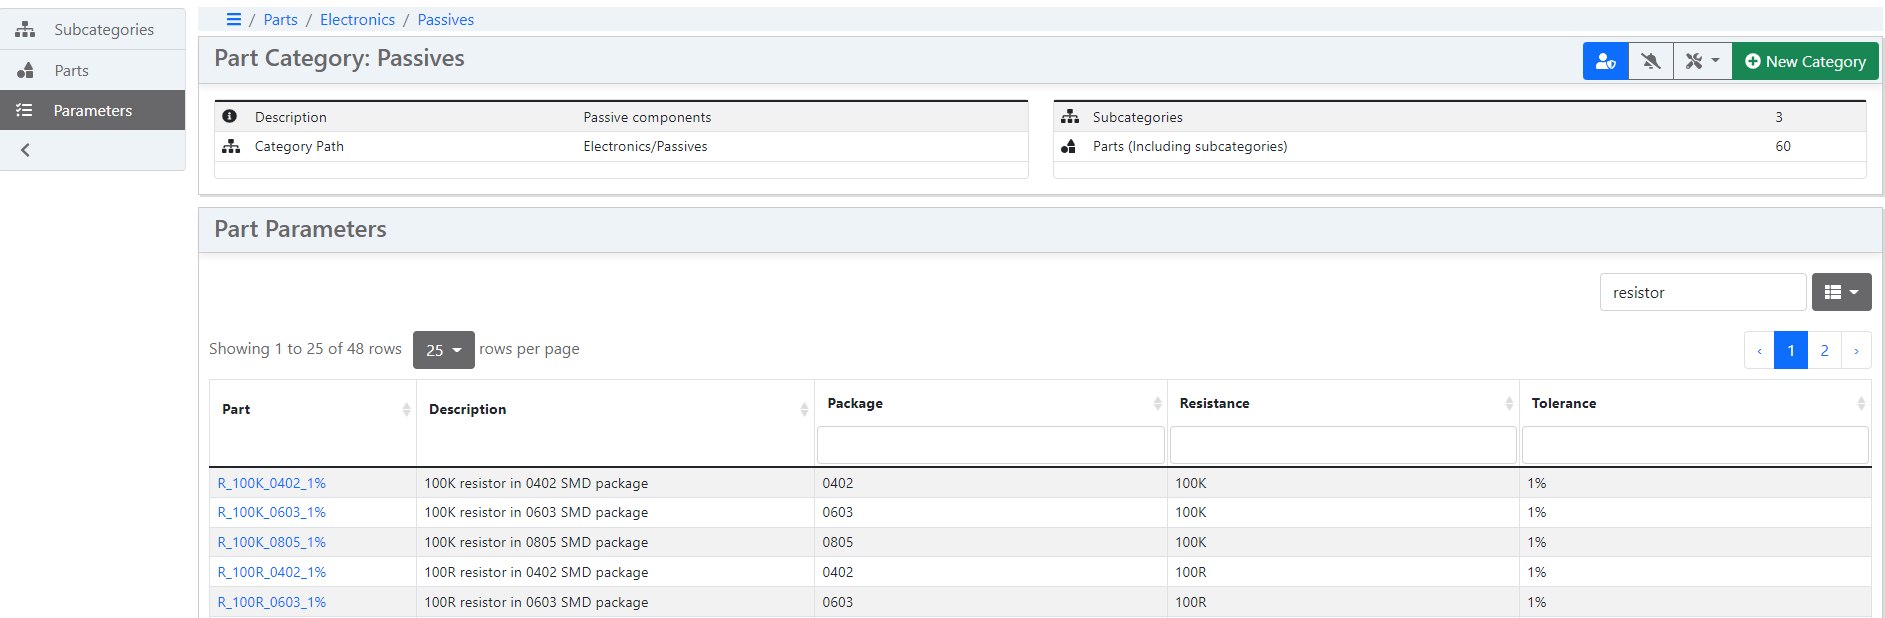 Subcategories
Parts
Parameters
/ Parts / Electronics / Passives
Part Category: Passives
New Category
Description Passive components
Category Path Electronics/Passives
Subcategories 3
Parts (Including subcategories) 60
Part Parameters
resistor
Showing 1 to 25 of 48 rows 25 rows per page
‹ 1 2 ›
Part Description Package Resistance Tolerance
R_100K_0402_1% 100K resistor in 0402 SMD package 0402 100K 1%
R_100K_0603_1% 100K resistor in 0603 SMD package 0603 100K 1%
R_100K_0805_1% 100K resistor in 0805 SMD package 0805 100K 1%
R_100R_0402_1% 100R resistor in 0402 SMD package 0402 100R 1%
R_100R_0603_1% 100R resistor in 0603 SMD package 0603 100R 1%